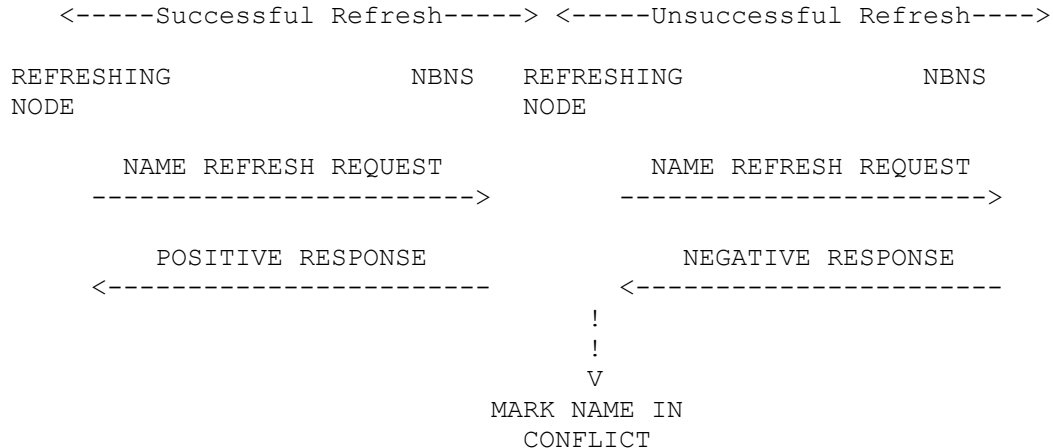 <-----Successful Refresh-----> <-----Unsuccessful Refresh---->
REFRESHING NBNS REFRESHING NBNS
NODE NODE
NAME REFRESH REQUEST NAME REFRESH REQUEST
------------------------> ----------------------->
POSITIVE RESPONSE NEGATIVE RESPONSE
<------------------------ <-----------------------
!
!
V
MARK NAME IN
CONFLICT